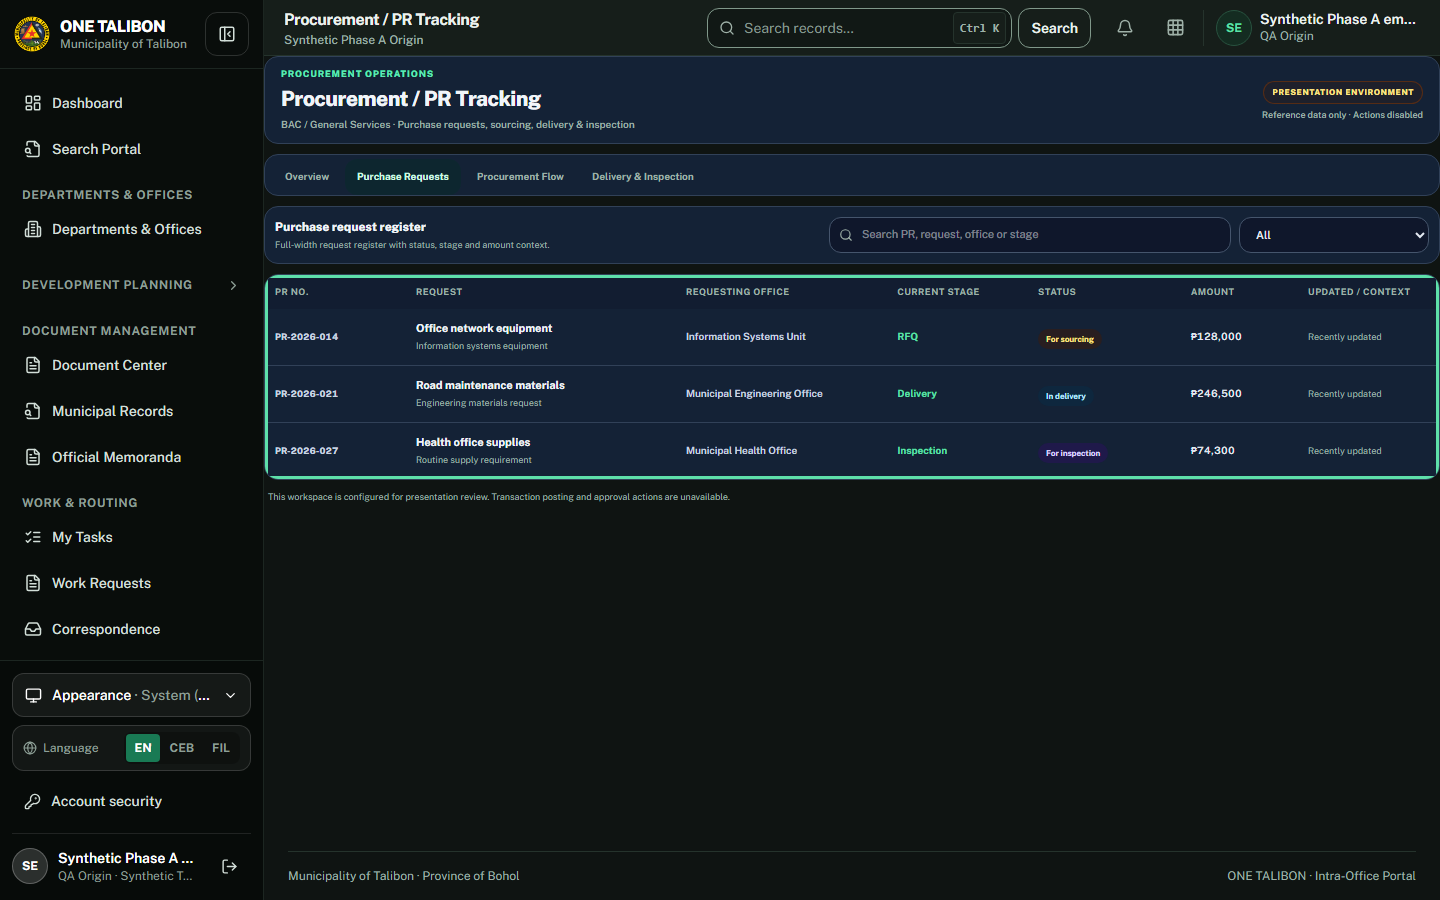 ONE TALIBON
Municipality of Talibon
Dashboard
Search Portal
DEPARTMENTS & OFFICES
Departments & Offices
DEVELOPMENT PLANNING
DOCUMENT MANAGEMENT
Document Center
Municipal Records
Official Memoranda
WORK & ROUTING
My Tasks
Work Requests
Correspondence
Appearance · System (...
Language EN CEB FIL
Account security
SE Synthetic Phase A ...
QA Origin · Synthetic T...
Procurement / PR Tracking
Synthetic Phase A Origin
Search records... Ctrl K Search
SE Synthetic Phase A em...
QA Origin
PROCUREMENT OPERATIONS
Procurement / PR Tracking
BAC / General Services · Purchase requests, sourcing, delivery & inspection
PRESENTATION ENVIRONMENT
Reference data only · Actions disabled
Overview Purchase Requests Procurement Flow Delivery & Inspection
Purchase request register
Full-width request register with status, stage and amount context.
Search PR, request, office or stage All
PR NO. REQUEST REQUESTING OFFICE CURRENT STAGE STATUS AMOUNT UPDATED / CONTEXT
PR-2026-014 Office network equipment Information Systems Unit RFQ For sourcing ₱128,000 Recently updated
Information systems equipment
PR-2026-021 Road maintenance materials Municipal Engineering Office Delivery In delivery ₱246,500 Recently updated
Engineering materials request
PR-2026-027 Health office supplies Municipal Health Office Inspection For inspection ₱74,300 Recently updated
Routine supply requirement
This workspace is configured for presentation review. Transaction posting and approval actions are unavailable.
Municipality of Talibon · Province of Bohol
ONE TALIBON · Intra-Office Portal